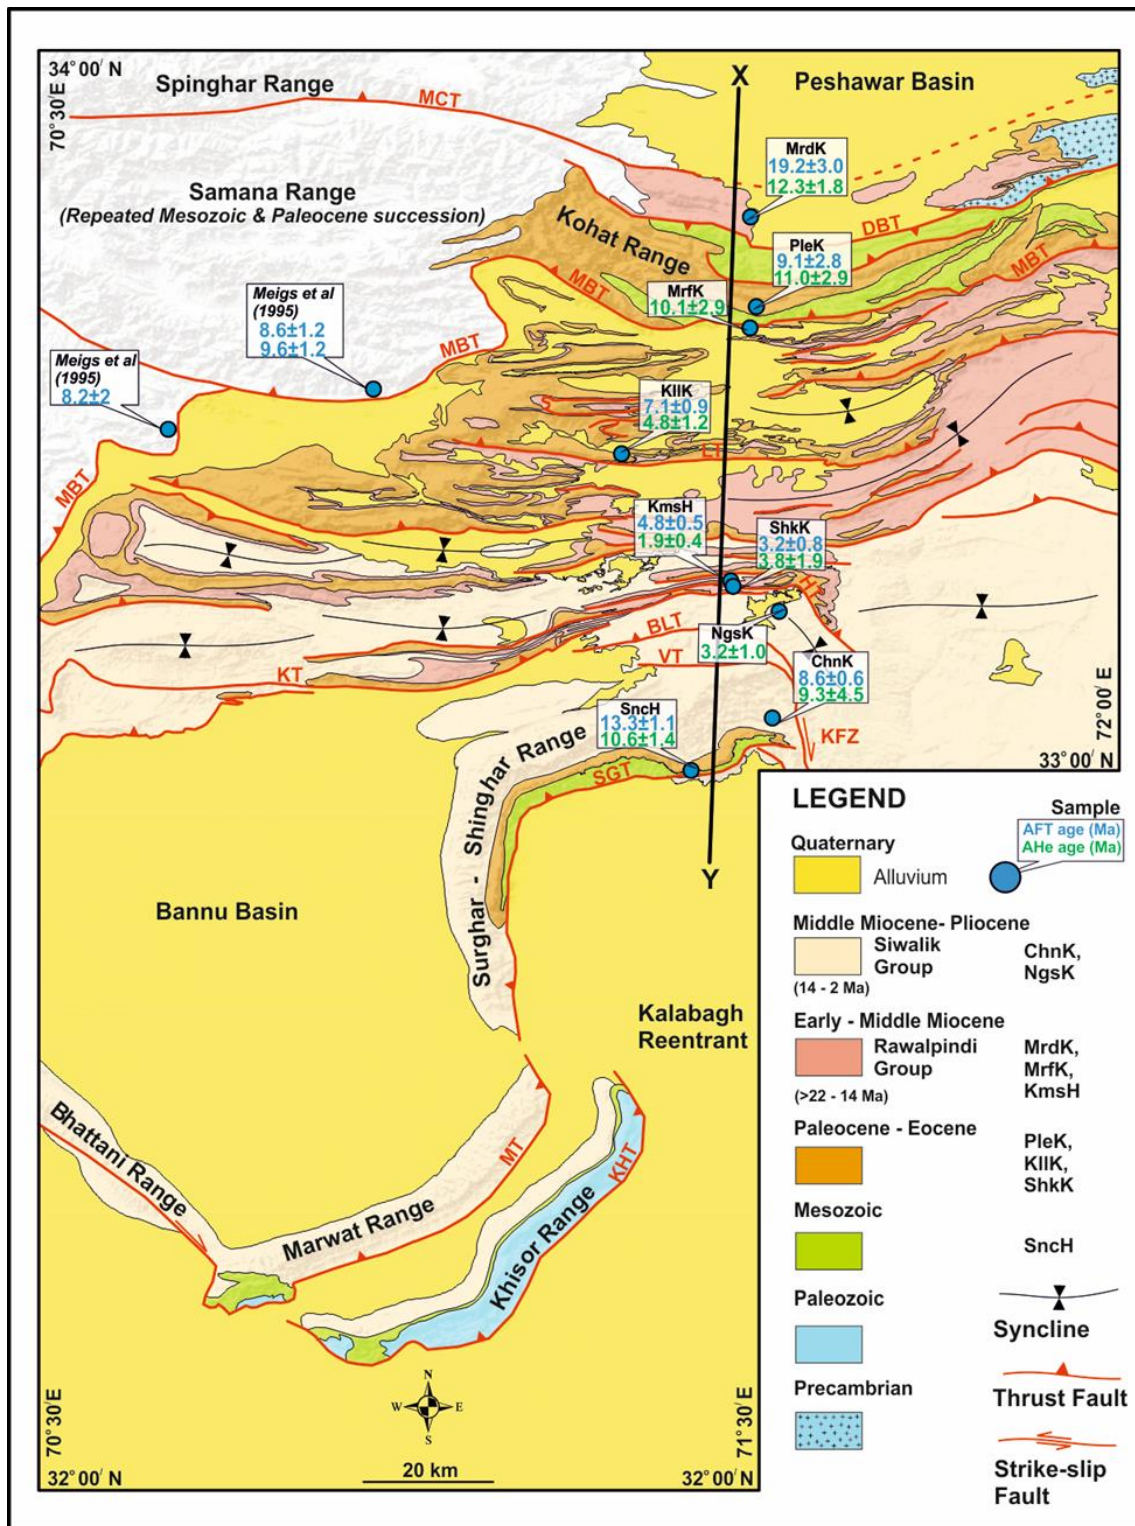 34°00′ N
70°30′E
Spinghar Range
MCT
X
Peshawar Basin
MrdK
19.2±3.0
12.3±1.8
Samana Range
(Repeated Mesozoic & Paleocene succession)
Kohat Range
DBT
PleK
9.1±2.8
11.0±2.9
MBT
MBT
MrfK
10.1±2.9
Meigs et al
(1995)
8.6±1.2
9.6±1.2
MBT
Meigs et al
(1995)
8.2±2
KllK
7.1±0.9
4.8±1.2
LT
MBT
KmsH
4.8±0.5
1.9±0.4
ShkK
3.2±0.8
3.8±1.9
BLT
NgsK
3.2±1.0
VT
KT
ChnK
8.6±0.6
9.3±4.5
SncH
13.3±1.1
10.6±1.4
KFZ
72°00′ E
33°00′ N
SGT
Surghar - Shinghar Range
Y
Bannu Basin
Kalabagh
Reentrant
Bhattani Range
MT
Marwat Range
KHT
Khisor Range
N
W
E
S
70°30′E
32°00′ N
20 km
71°30′E
32°00′ N
LEGEND
Sample
AFT age (Ma)
AHe age (Ma)
Quaternary
Alluvium
Middle Miocene- Pliocene
Siwalik
Group
(14 - 2 Ma)
ChnK,
NgsK
Early - Middle Miocene
Rawalpindi
Group
(>22 - 14 Ma)
MrdK,
MrfK,
KmsH
Paleocene - Eocene
PleK,
KllK,
ShkK
Mesozoic
SncH
Paleozoic
Syncline
Precambrian
Thrust Fault
Strike-slip
Fault